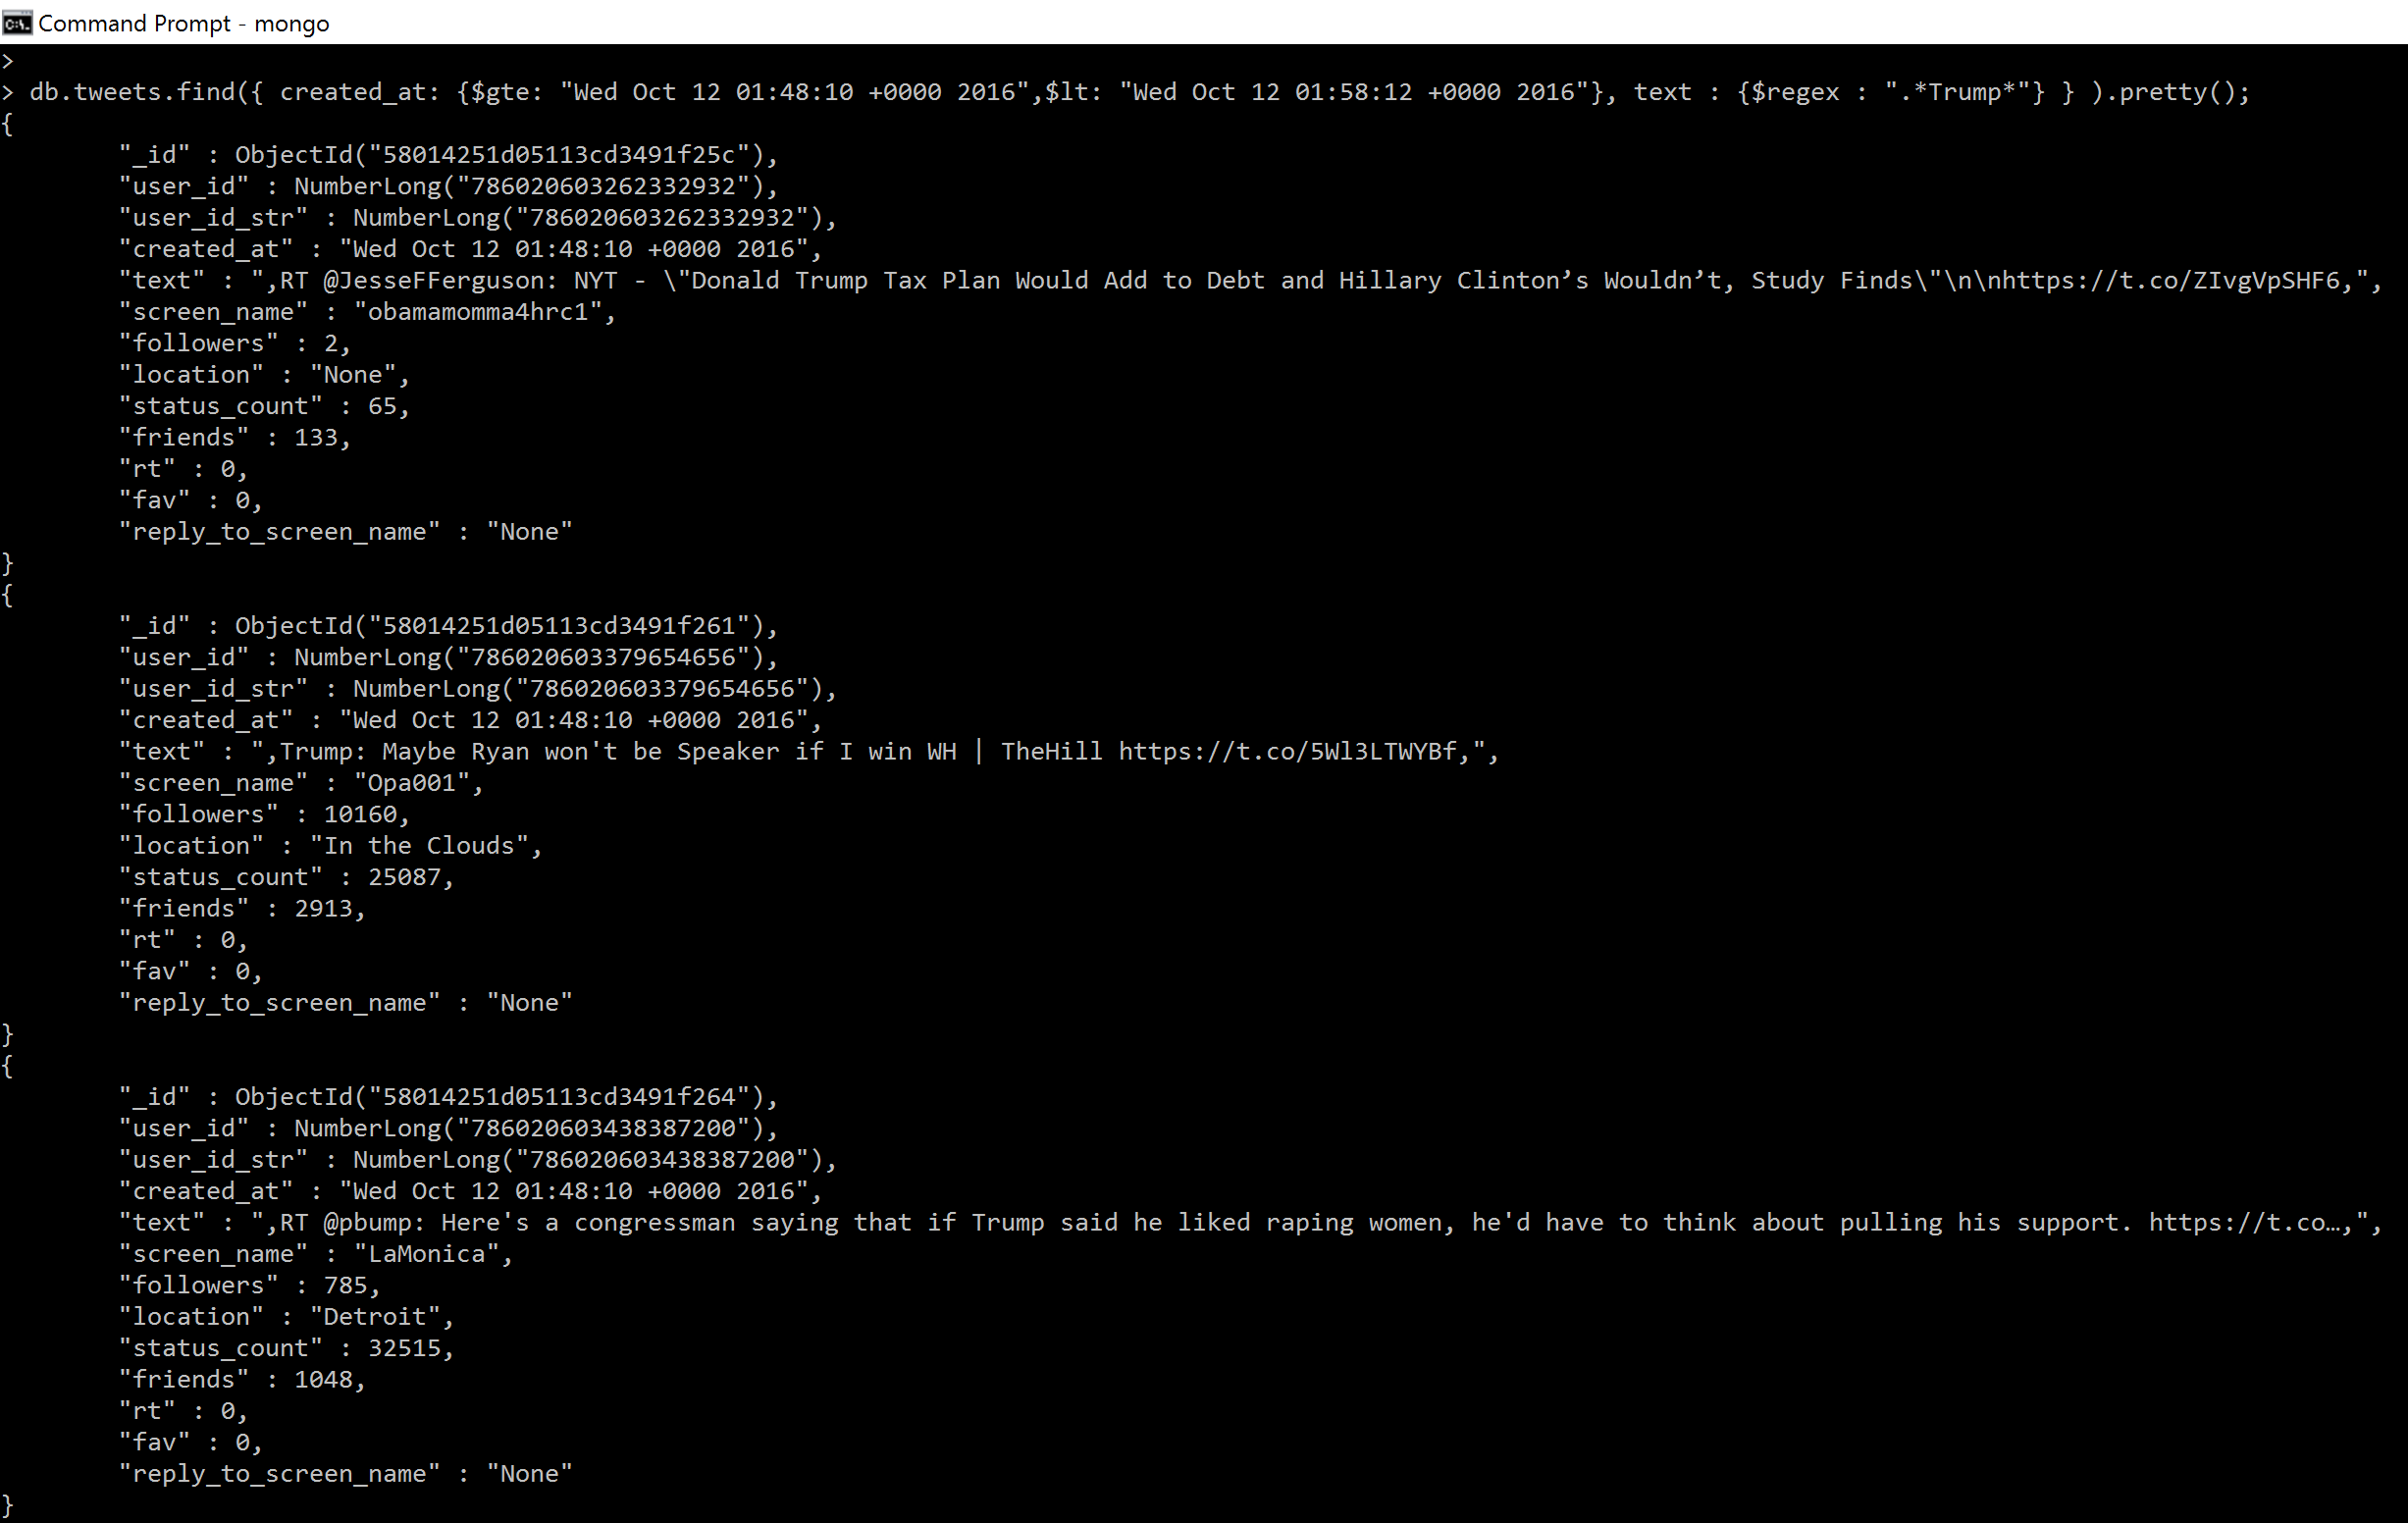 Command Prompt - mongo
>
> db.tweets.find({ created_at: {$gte: "Wed Oct 12 01:48:10 +0000 2016",$lt: "Wed Oct 12 01:58:12 +0000 2016"}, text : {$regex : ".*Trump*"} } ).pretty();
{
"_id" : ObjectId("58014251d05113cd3491f25c"),
"user_id" : NumberLong("786020603262332932"),
"user_id_str" : NumberLong("786020603262332932"),
"created_at" : "Wed Oct 12 01:48:10 +0000 2016",
"text" : ",RT @JesseFFerguson: NYT - \"Donald Trump Tax Plan Would Add to Debt and Hillary Clinton’s Wouldn’t, Study Finds\"\n\nhttps://t.co/ZIvgVpSHF6,",
"screen_name" : "obamamomma4hrc1",
"followers" : 2,
"location" : "None",
"status_count" : 65,
"friends" : 133,
"rt" : 0,
"fav" : 0,
"reply_to_screen_name" : "None"
}
{
"_id" : ObjectId("58014251d05113cd3491f261"),
"user_id" : NumberLong("786020603379654656"),
"user_id_str" : NumberLong("786020603379654656"),
"created_at" : "Wed Oct 12 01:48:10 +0000 2016",
"text" : ",Trump: Maybe Ryan won't be Speaker if I win WH | TheHill https://t.co/5Wl3LTWYBf,",
"screen_name" : "Opa001",
"followers" : 10160,
"location" : "In the Clouds",
"status_count" : 25087,
"friends" : 2913,
"rt" : 0,
"fav" : 0,
"reply_to_screen_name" : "None"
}
{
"_id" : ObjectId("58014251d05113cd3491f264"),
"user_id" : NumberLong("786020603438387200"),
"user_id_str" : NumberLong("786020603438387200"),
"created_at" : "Wed Oct 12 01:48:10 +0000 2016",
"text" : ",RT @pbump: Here's a congressman saying that if Trump said he liked raping women, he'd have to think about pulling his support. https://t.co…,",
"screen_name" : "LaMonica",
"followers" : 785,
"location" : "Detroit",
"status_count" : 32515,
"friends" : 1048,
"rt" : 0,
"fav" : 0,
"reply_to_screen_name" : "None"
}